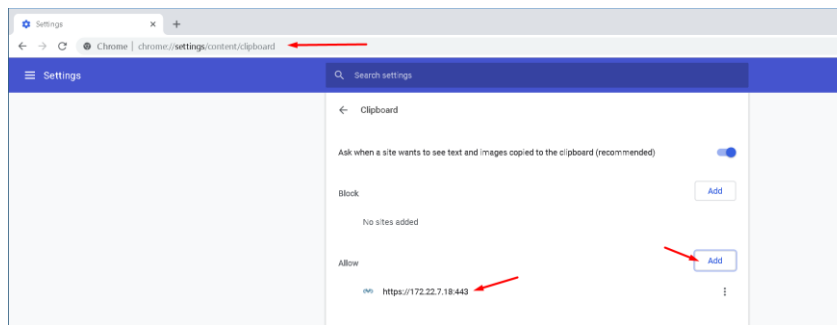 Settings
Chrome | chrome://settings/content/clipboard
Settings
Search settings
Clipboard
Ask when a site wants to see text and images copied to the clipboard (recommended)
Block
Add
No sites added
Allow
Add
https://172.22.7.18:443